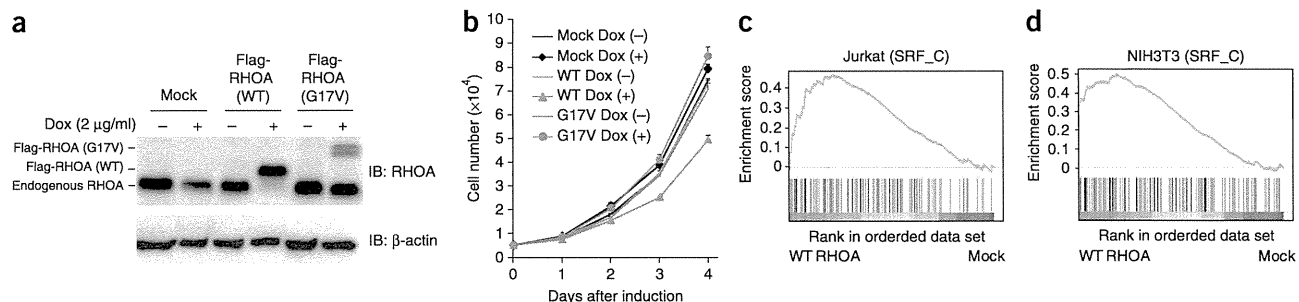 a
Flag-
RHOA
(WT)
Flag-
RHOA
(G17V)
Mock
Dox (2 μg/ml)
– + – + – +
Flag-RHOA (G17V)
Flag-RHOA (WT)
Endogenous RHOA
IB: RHOA
IB: β-actin
b
Cell number (×10⁴)
10
9
8
7
6
5
4
3
2
1
0
Mock Dox (–)
Mock Dox (+)
WT Dox (–)
WT Dox (+)
G17V Dox (–)
G17V Dox (+)
0 1 2 3 4
Days after induction
c
Jurkat (SRF_C)
Enrichment score
0.4
0.3
0.2
0.1
0
Rank in orderded data set
WT RHOA Mock
d
NIH3T3 (SRF_C)
Enrichment score
0.5
0.4
0.3
0.2
0.1
0
Rank in orderded data set
WT RHOA Mock